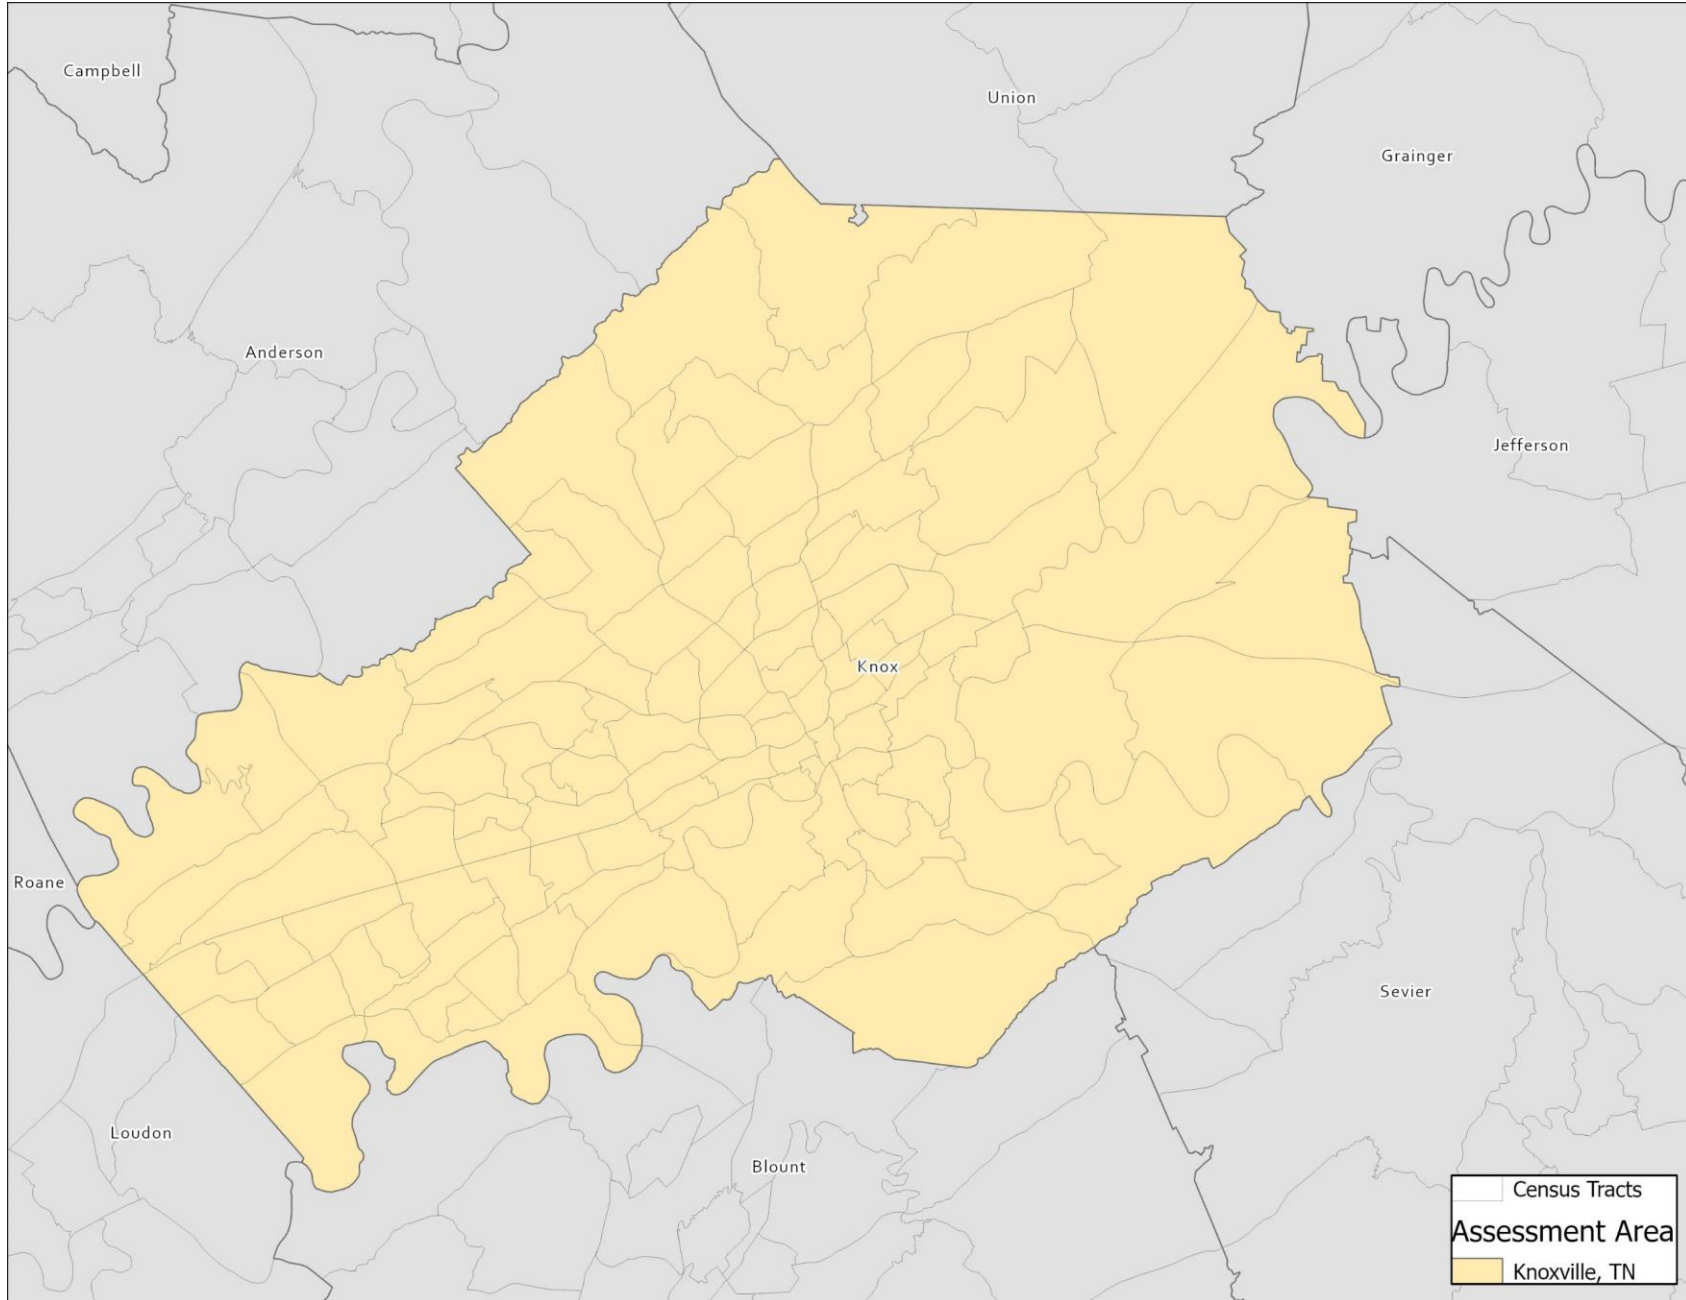 Campbell
Union
Grainger
Anderson
Jefferson
Knox
Roane
Sevier
Loudon
Blount
Census Tracts
Assessment Area
Knoxville, TN